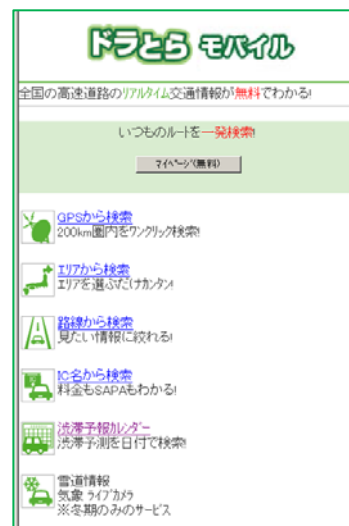 ドラとら モバイル
全国の高速道路のﾘｱﾙﾀｲﾑ交通情報が無料でわかる!
いつものルートを一発検索!
ﾏｲﾍﾟｰｼﾞ(無料)
GPSから検索
200km圏内をﾜﾝｸﾘｯｸ検索!
ｴﾘｱから検索
ｴﾘｱを選ぶだけｶﾝﾀﾝ!
路線から検索
見たい情報に絞れる!
IC名から検索
料金もSAPAもわかる!
渋滞予報ｶﾚﾝﾀﾞｰ
渋滞予測を日付で検索!
雪道情報
気象 ﾗｲﾌﾞｶﾒﾗ
※冬期のみのサービス